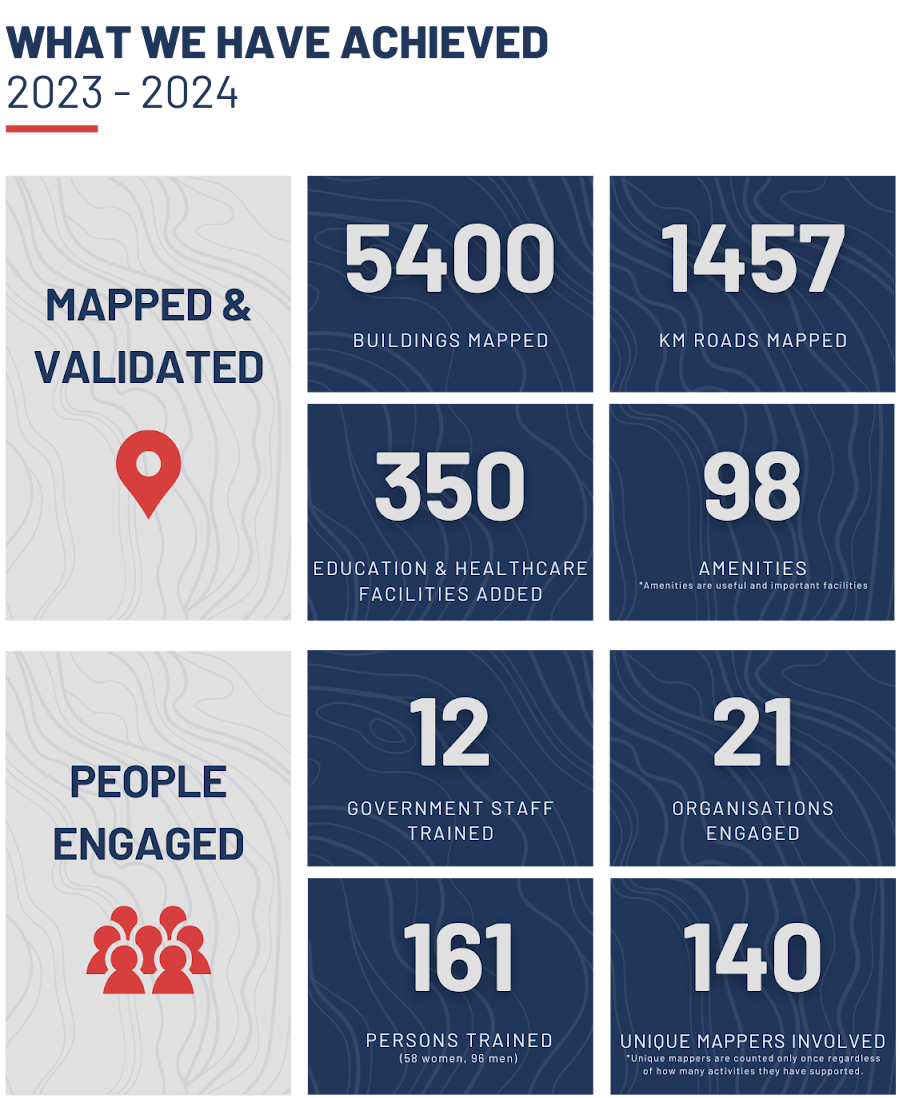 WHAT WE HAVE ACHIEVED
2023 - 2024
MAPPED &
VALIDATED
5400
BUILDINGS MAPPED
1457
KM ROADS MAPPED
350
EDUCATION & HEALTHCARE
FACILITIES ADDED
98
AMENITIES
*Amenities are useful and important facilities
PEOPLE
ENGAGED
12
GOVERNMENT STAFF
TRAINED
21
ORGANISATIONS
ENGAGED
161
PERSONS TRAINED
(58 women, 96 men)
140
UNIQUE MAPPERS INVOLVED
*Unique mappers are counted only once regardless
of how many activities they have supported.